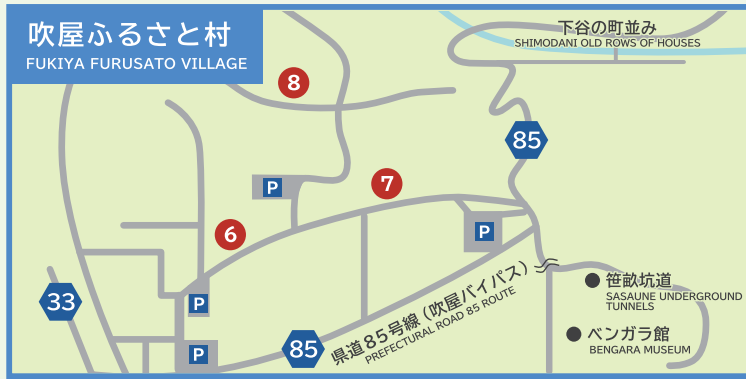 吹屋ふるさと村
FUKIYA FURUSATO VILLAGE
下谷の町並み
SHIMODANI OLD ROWS OF HOUSES
8
85
P
7
6
P
33
P
85
P
県道85号線(吹屋バイパス)
PREFECTURAL ROAD 85 ROUTE
笹畝坑道
SASAUNE UNDERGROUND
TUNNELS
ベンガラ館
BENGARA MUSEUM